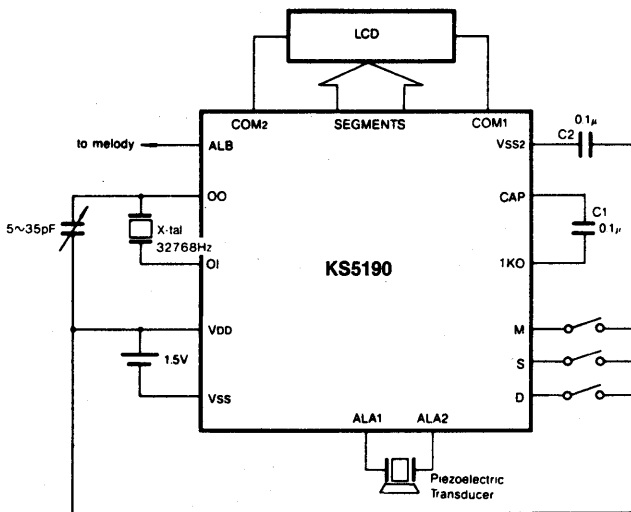 LCD
COM2
SEGMENTS
COM1
to melody
ALB
VSS2
C2
0.1μ
OO
CAP
5~35pF
X-tal
32768Hz
C1
0.1μ
OI
KS5190
1KO
VDD
M
1.5V
S
VSS
D
ALA1
ALA2
Piezoelectric
Transducer